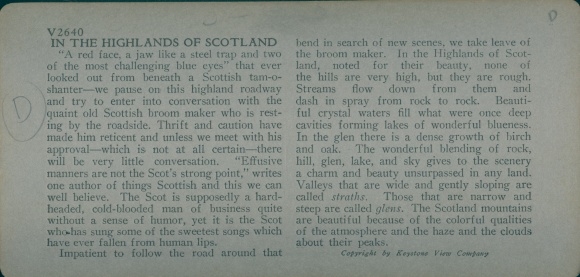 V2640
IN THE HIGHLANDS OF SCOTLAND
"A red face, a jaw like a steel trap and two
of the most challenging blue eyes" that ever
looked out from beneath a Scottish tam-o-
shanter—we pause on this highland roadway
and try to enter into conversation with the
quaint old Scottish broom maker who is rest-
ing by the roadside. Thrift and caution have
made him reticent and unless we meet with his
approval—which is not at all certain—there
will be very little conversation. "Effusive
manners are not the Scot's strong point," writes
one author of things Scottish and this we can
well believe. The Scot is supposedly a hard-
headed, cold-blooded man of business quite
without a sense of humor, yet it is the Scot
who has sung some of the sweetest songs which
have ever fallen from human lips.
Impatient to follow the road around that
bend in search of new scenes, we take leave of
the broom maker. In the Highlands of Scot-
land, noted for their beauty, none of
the hills are very high, but they are rough.
Streams flow down from them and
dash in spray from rock to rock. Beauti-
ful crystal waters fill what were once deep
cavities forming lakes of wonderful blueness.
In the glen there is a dense growth of birch
and oak. The wonderful blending of rock,
hill, glen, lake, and sky gives to the scenery
a charm and beauty unsurpassed in any land.
Valleys that are wide and gently sloping are
called straths. Those that are narrow and
steep are called glens. The Scotland mountains
are beautiful because of the colorful qualities
of the atmosphere and the haze and the clouds
about their peaks.
Copyright by Keystone View Company
D
D